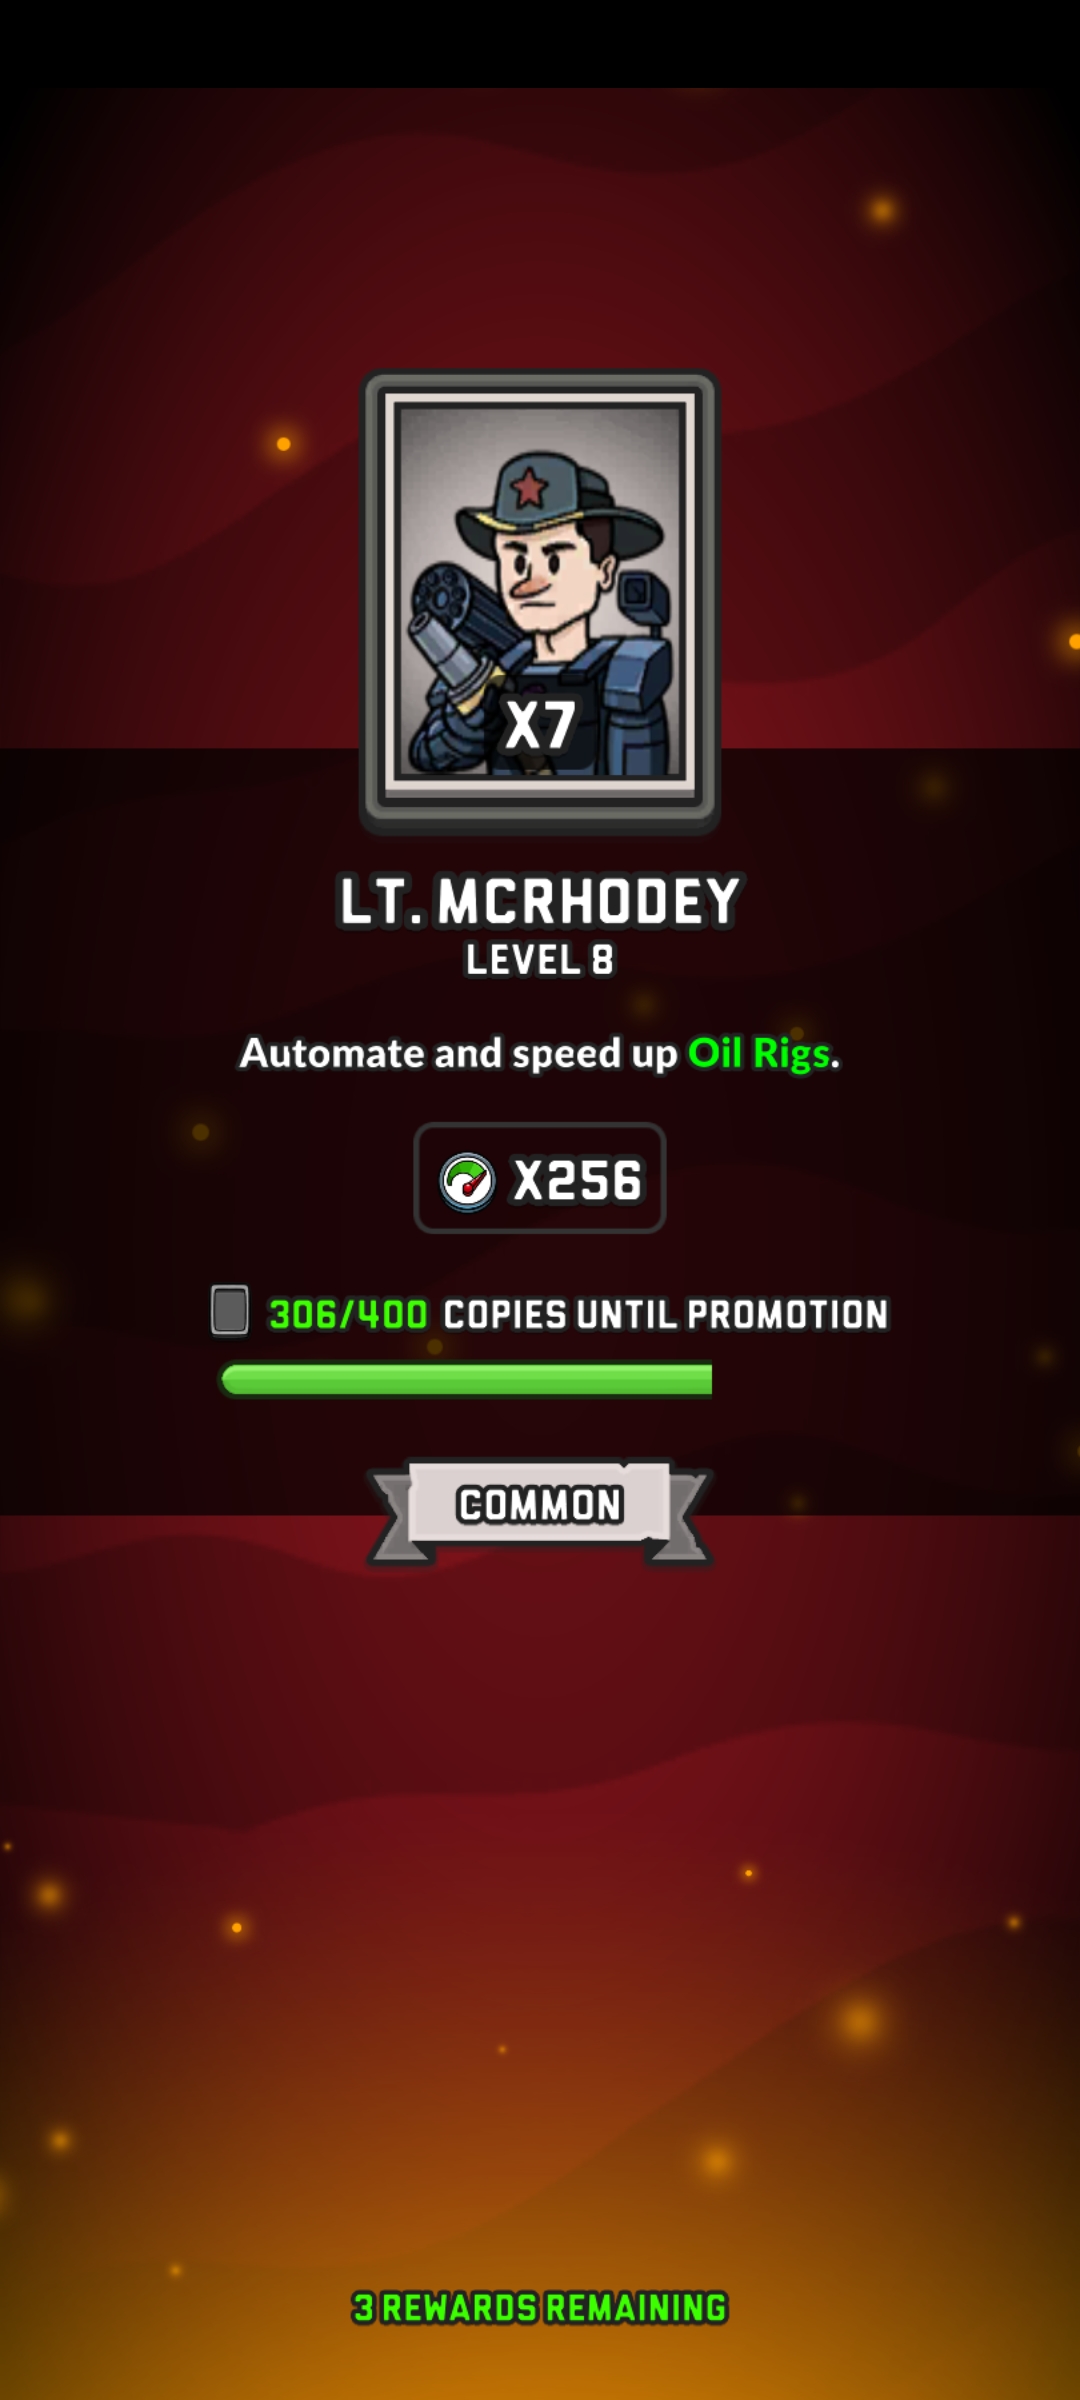 X7
LT. MCRHODEY
LEVEL 8
Automate and speed up Oil Rigs.
X256
306/400 COPIES UNTIL PROMOTION
COMMON
3 REWARDS REMAINING